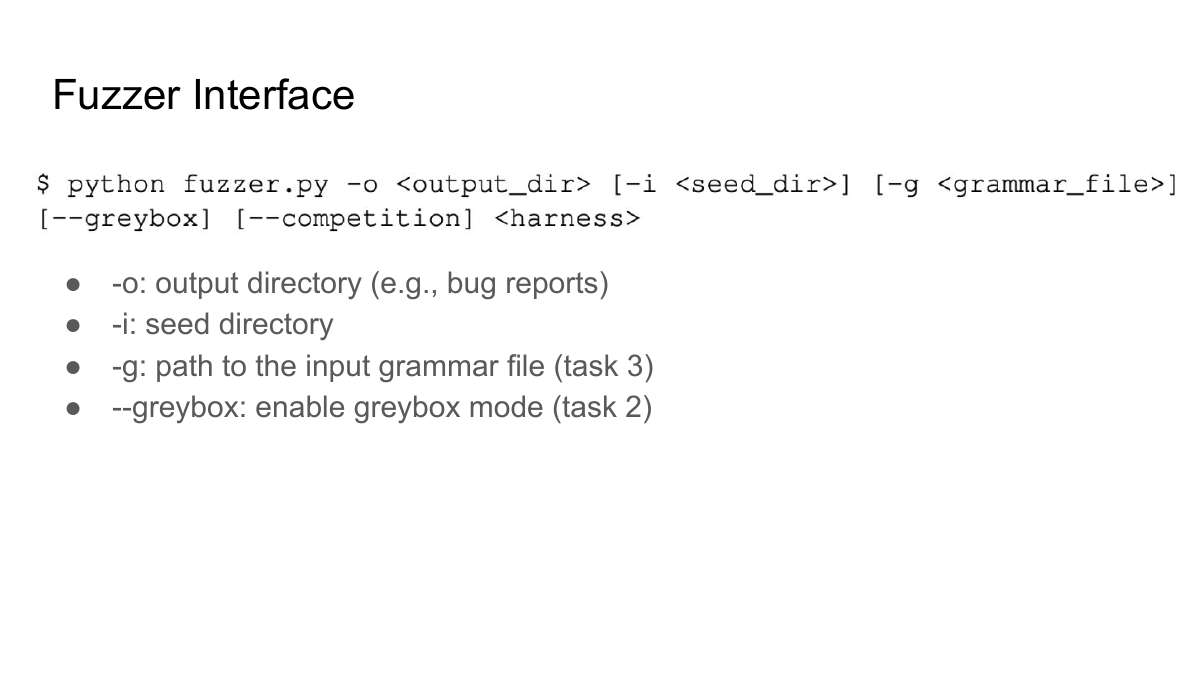 Fuzzer Interface
$ python fuzzer.py -o <output_dir> [-i <seed_dir>] [-g <grammar_file>]
[--greybox] [--competition] <harness>
● -o: output directory (e.g., bug reports)
● -i: seed directory
● -g: path to the input grammar file (task 3)
● --greybox: enable greybox mode (task 2)